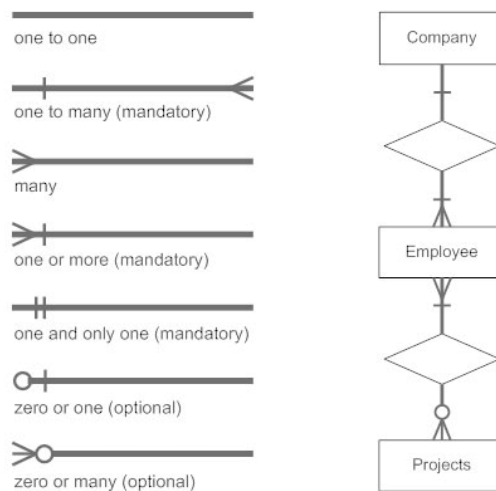 one to one
one to many (mandatory)
many
one or more (mandatory)
one and only one (mandatory)
zero or one (optional)
zero or many (optional)
Company
Employee
Projects